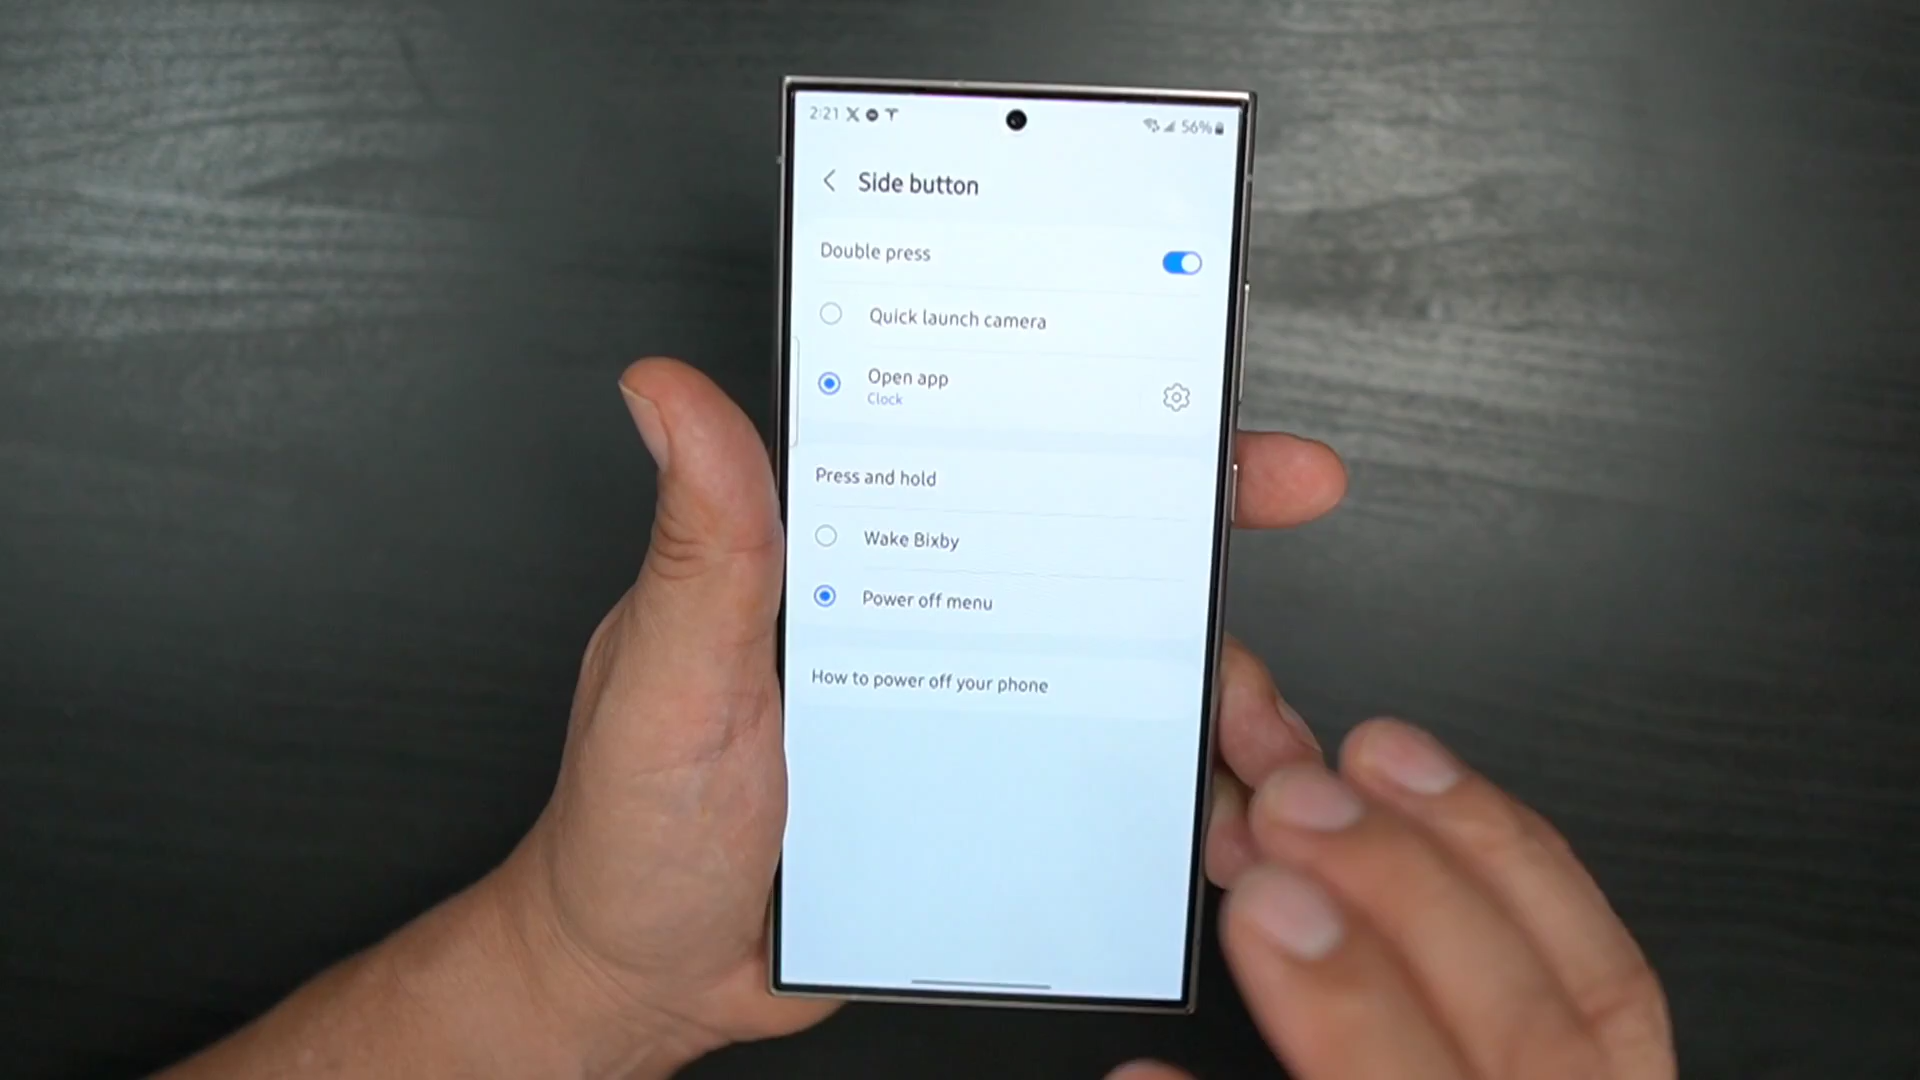 2:21
56%
Side button
Double press
Quick launch camera
Open app
Clock
Press and hold
Wake Bixby
Power off menu
How to power off your phone